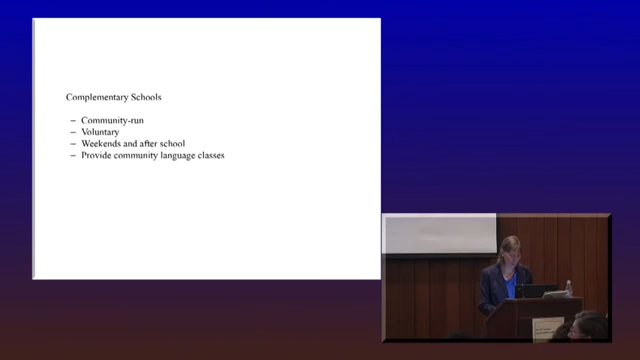 Complementary Schools
– Community-run
– Voluntary
– Weekends and after school
– Provide community language classes